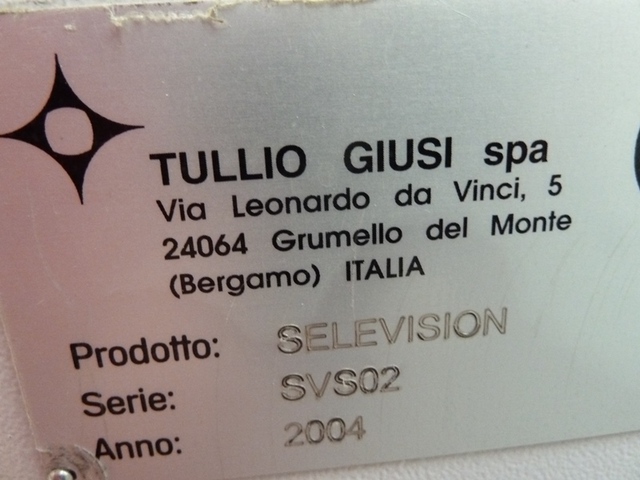 TULLIO GIUSI spa
Via Leonardo da Vinci, 5
24064 Grumello del Monte
(Bergamo) ITALIA
Prodotto: SELEVISION
Serie: SVS02
Anno: 2004